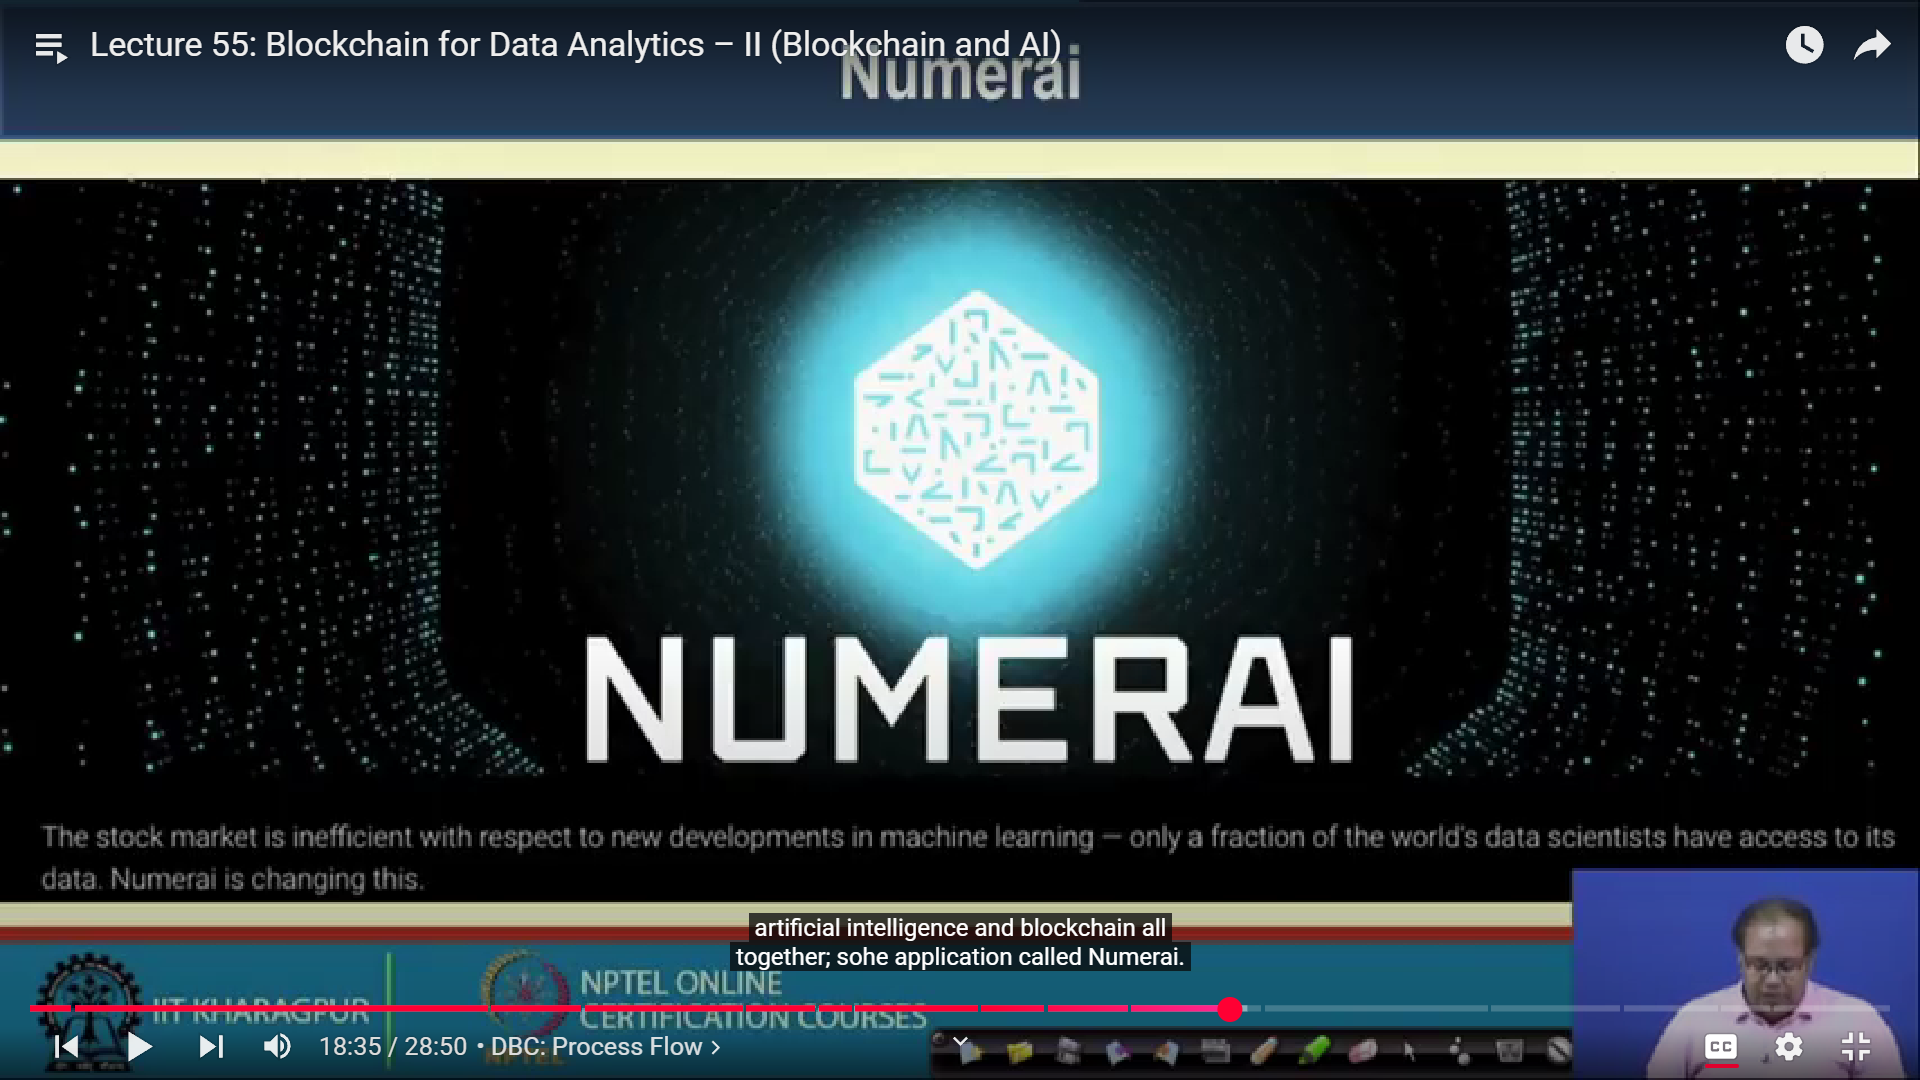 Lecture 55: Blockchain for Data Analytics – II (Blockchain and AI)
Numerai
NUMERAI
The stock market is inefficient with respect to new developments in machine learning — only a fraction of the world's data scientists have access to its
data. Numerai is changing this.
artificial intelligence and blockchain all
together; sohe application called Numerai.
IIT KHARAGPUR
NPTEL ONLINE
CERTIFICATION COURSES
NPTEL
18:35 / 28:50 • DBC: Process Flow >
CC